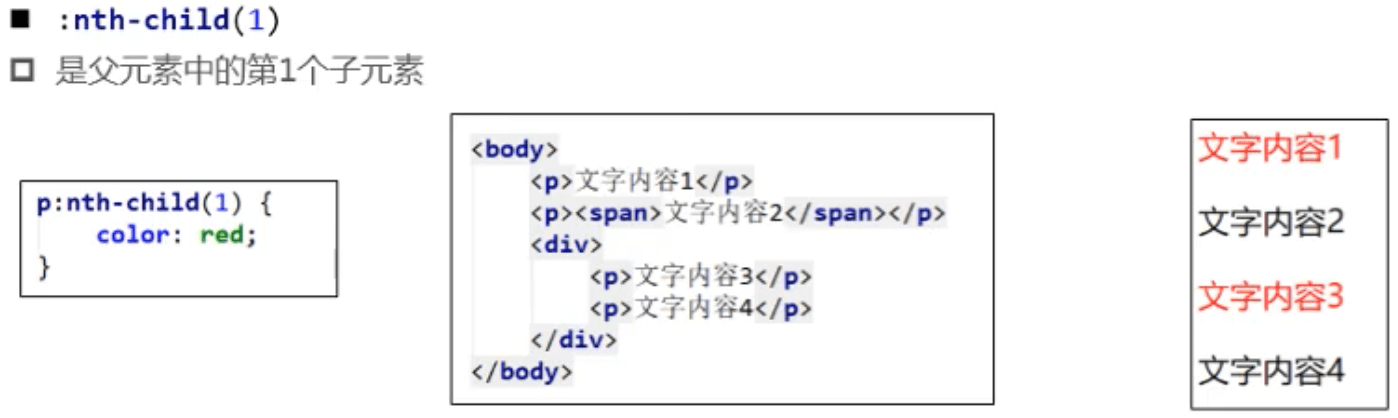 :nth-child(1)
是父元素中的第1个子元素
p:nth-child(1) {
color: red;
}
<body>
<p>文字内容1</p>
<p><span>文字内容2</span></p>
<div>
<p>文字内容3</p>
<p>文字内容4</p>
</div>
</body>
文字内容1
文字内容2
文字内容3
文字内容4